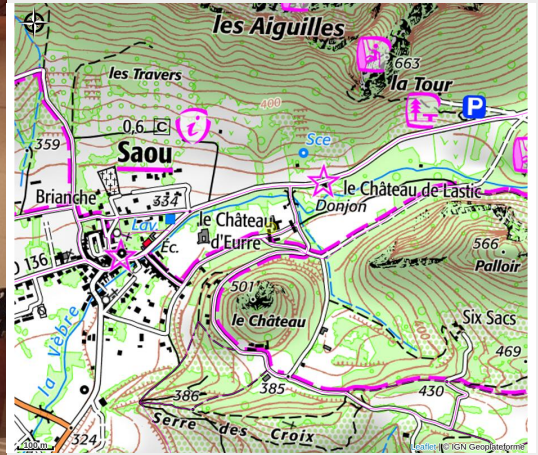 les Aiguilles
663
les Travers
la Tour
P
400
0,6 C
i
359
Saou
Sce
le Château de Lastic
Donjon
Brianche
334
Lav.
le Château
d'Eurre
Éc.
566
Palloir
D 136
501
le Château
Six Sacs
400
469
la Vèbre
386
385
430
Serre des Croix
324
100 m
Leaflet | © IGN Geoplateforme